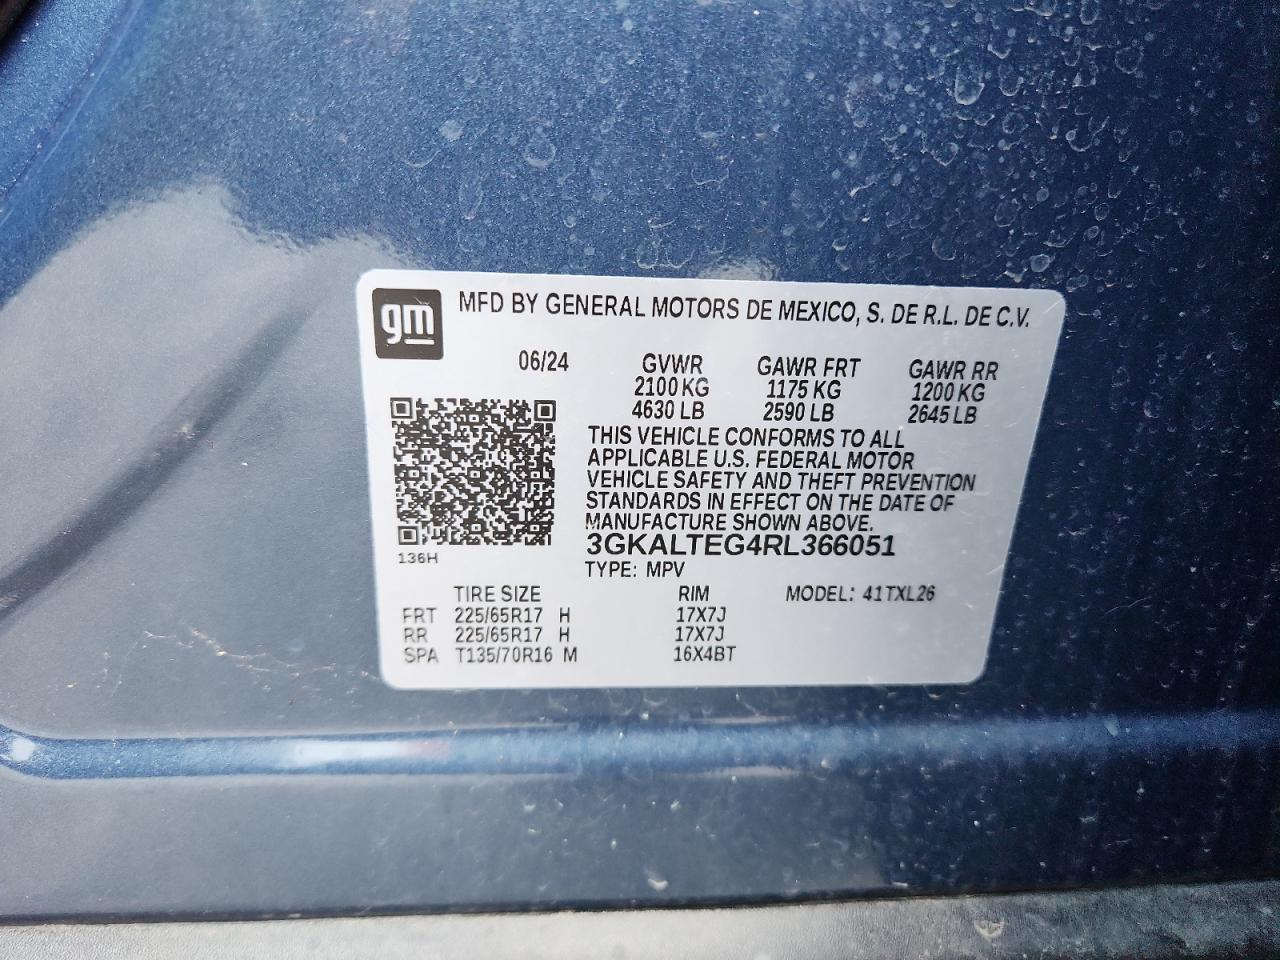 gm MFD BY GENERAL MOTORS DE MEXICO, S. DE R.L. DE C.V.
06/24 GVWR GAWR FRT GAWR RR
2100 KG 1175 KG 1200 KG
4630 LB 2590 LB 2645 LB
THIS VEHICLE CONFORMS TO ALL
APPLICABLE U.S. FEDERAL MOTOR
VEHICLE SAFETY AND THEFT PREVENTION
STANDARDS IN EFFECT ON THE DATE OF
MANUFACTURE SHOWN ABOVE.
3GKALTEG4RL366051
136H
TYPE: MPV
TIRE SIZE RIM MODEL: 41TXL26
FRT 225/65R17 H 17X7J
RR 225/65R17 H 17X7J
SPA T135/70R16 M 16X4BT